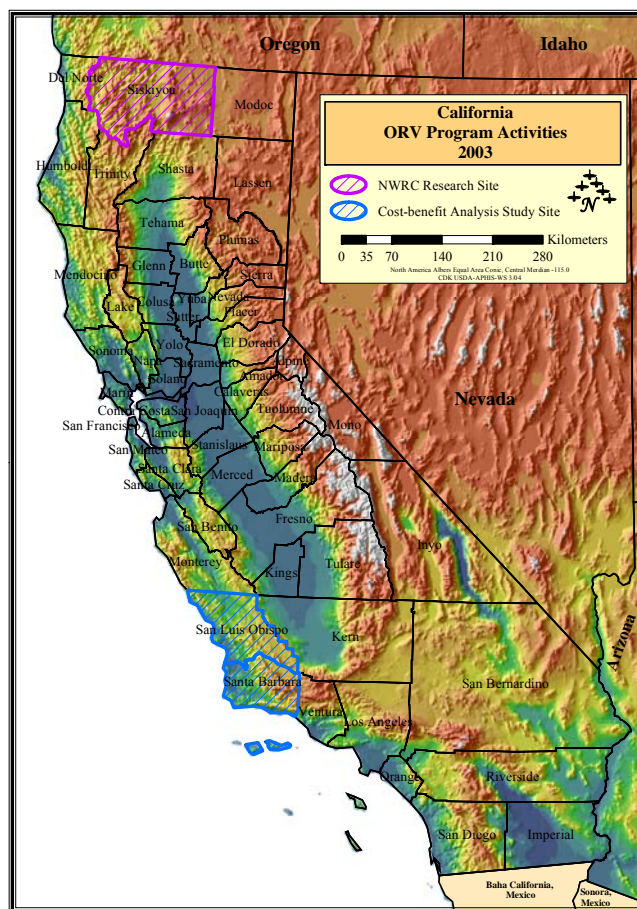 Oregon
Idaho
Del Norte
Siskiyou
Modoc
California
ORV Program Activities
2003
NWRC Research Site
Cost-benefit Analysis Study Site
N
Kilometers
0 35 70 140 210 280
North America Albers Equal Area Conic, Central Merdian -115.0
CDK USDA-APHIS-WS 3/04
Humboldt
Trinity
Shasta
Lassen
Tehama
Plumas
Mendocino
Glenn
Butte
Sierra
Lake
Colusa
Yuba
Nevada
Sutter
Placer
Sonoma
Napa
Yolo
El Dorado
Solano
Sacramento
Alpine
Amador
Marin
Calaveras
Contra Costa
San Joaquin
Tuolumne
Mono
Nevada
San Francisco
Alameda
San Mateo
Stanislaus
Mariposa
Santa Clara
Merced
Madera
Santa Cruz
Fresno
San Benito
Inyo
Monterey
Kings
Tulare
San Luis Obispo
Kern
Arizona
Santa Barbara
San Bernardino
Ventura
Los Angeles
Orange
Riverside
San Diego
Imperial
Baha California,
Mexico
Sonora,
Mexico